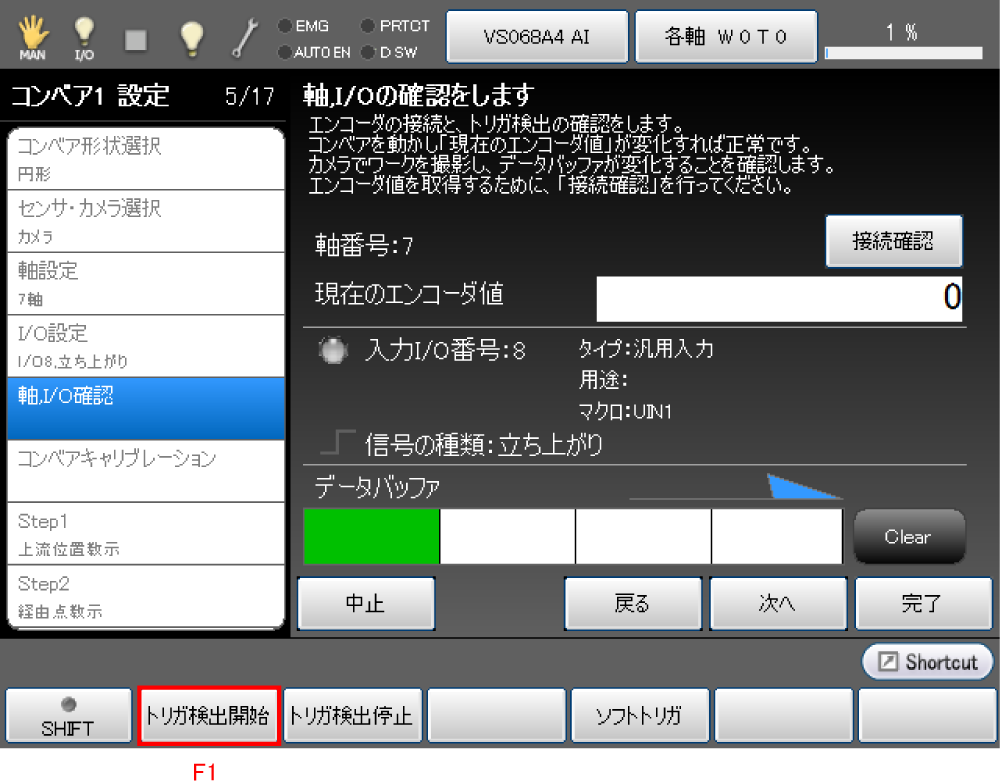 MAN
I/O
EMG
PRTCT
AUTO EN
D SW
VS068A4 AI
各軸 W0T0
1 %
コンベア1 設定 5/17
コンベア形状選択
円形
センサ・カメラ選択
カメラ
軸設定
7軸
I/O設定
I/O8,立ち上がり
軸,I/O確認
コンベアキャリブレーション
Step1
上流位置教示
Step2
経由点教示
軸,I/Oの確認をします
エンコーダの接続と、トリガ検出の確認をします。
コンベアを動かし「現在のエンコーダ値」が変化すれば正常です。
カメラでワークを撮影し、データバッファが変化することを確認します。
エンコーダ値を取得するために、「接続確認」を行ってください。
軸番号:7
接続確認
現在のエンコーダ値
0
入力I/O番号:8
タイプ:汎用入力
用途:
マクロ:UIN1
信号の種類:立ち上がり
データバッファ
Clear
中止
戻る
次へ
完了
Shortcut
SHIFT
トリガ検出開始
トリガ検出停止
ソフトトリガ
F1